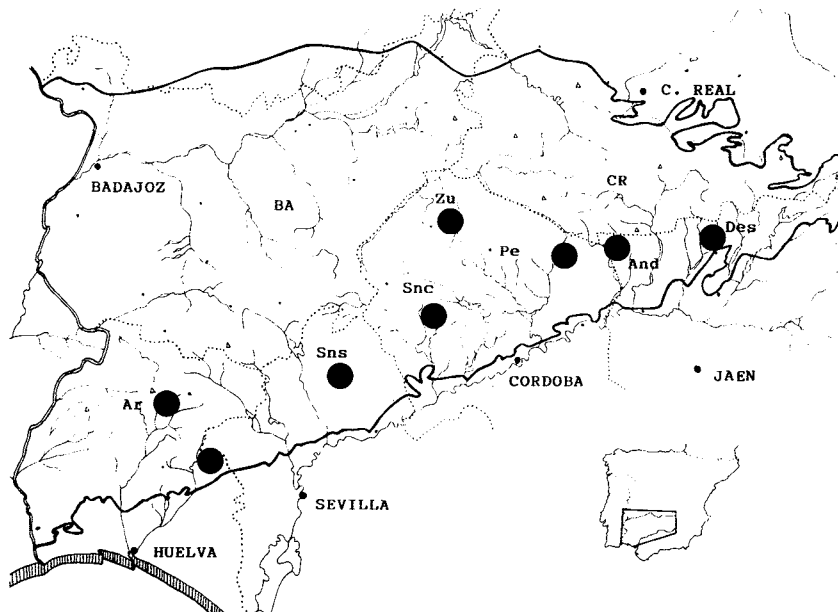 C. REAL
BADAJOZ
CR
BA
Zu
Des
Pe
And
Snc
Sns
CORDOBA
JAEN
Ar
SEVILLA
HUELVA